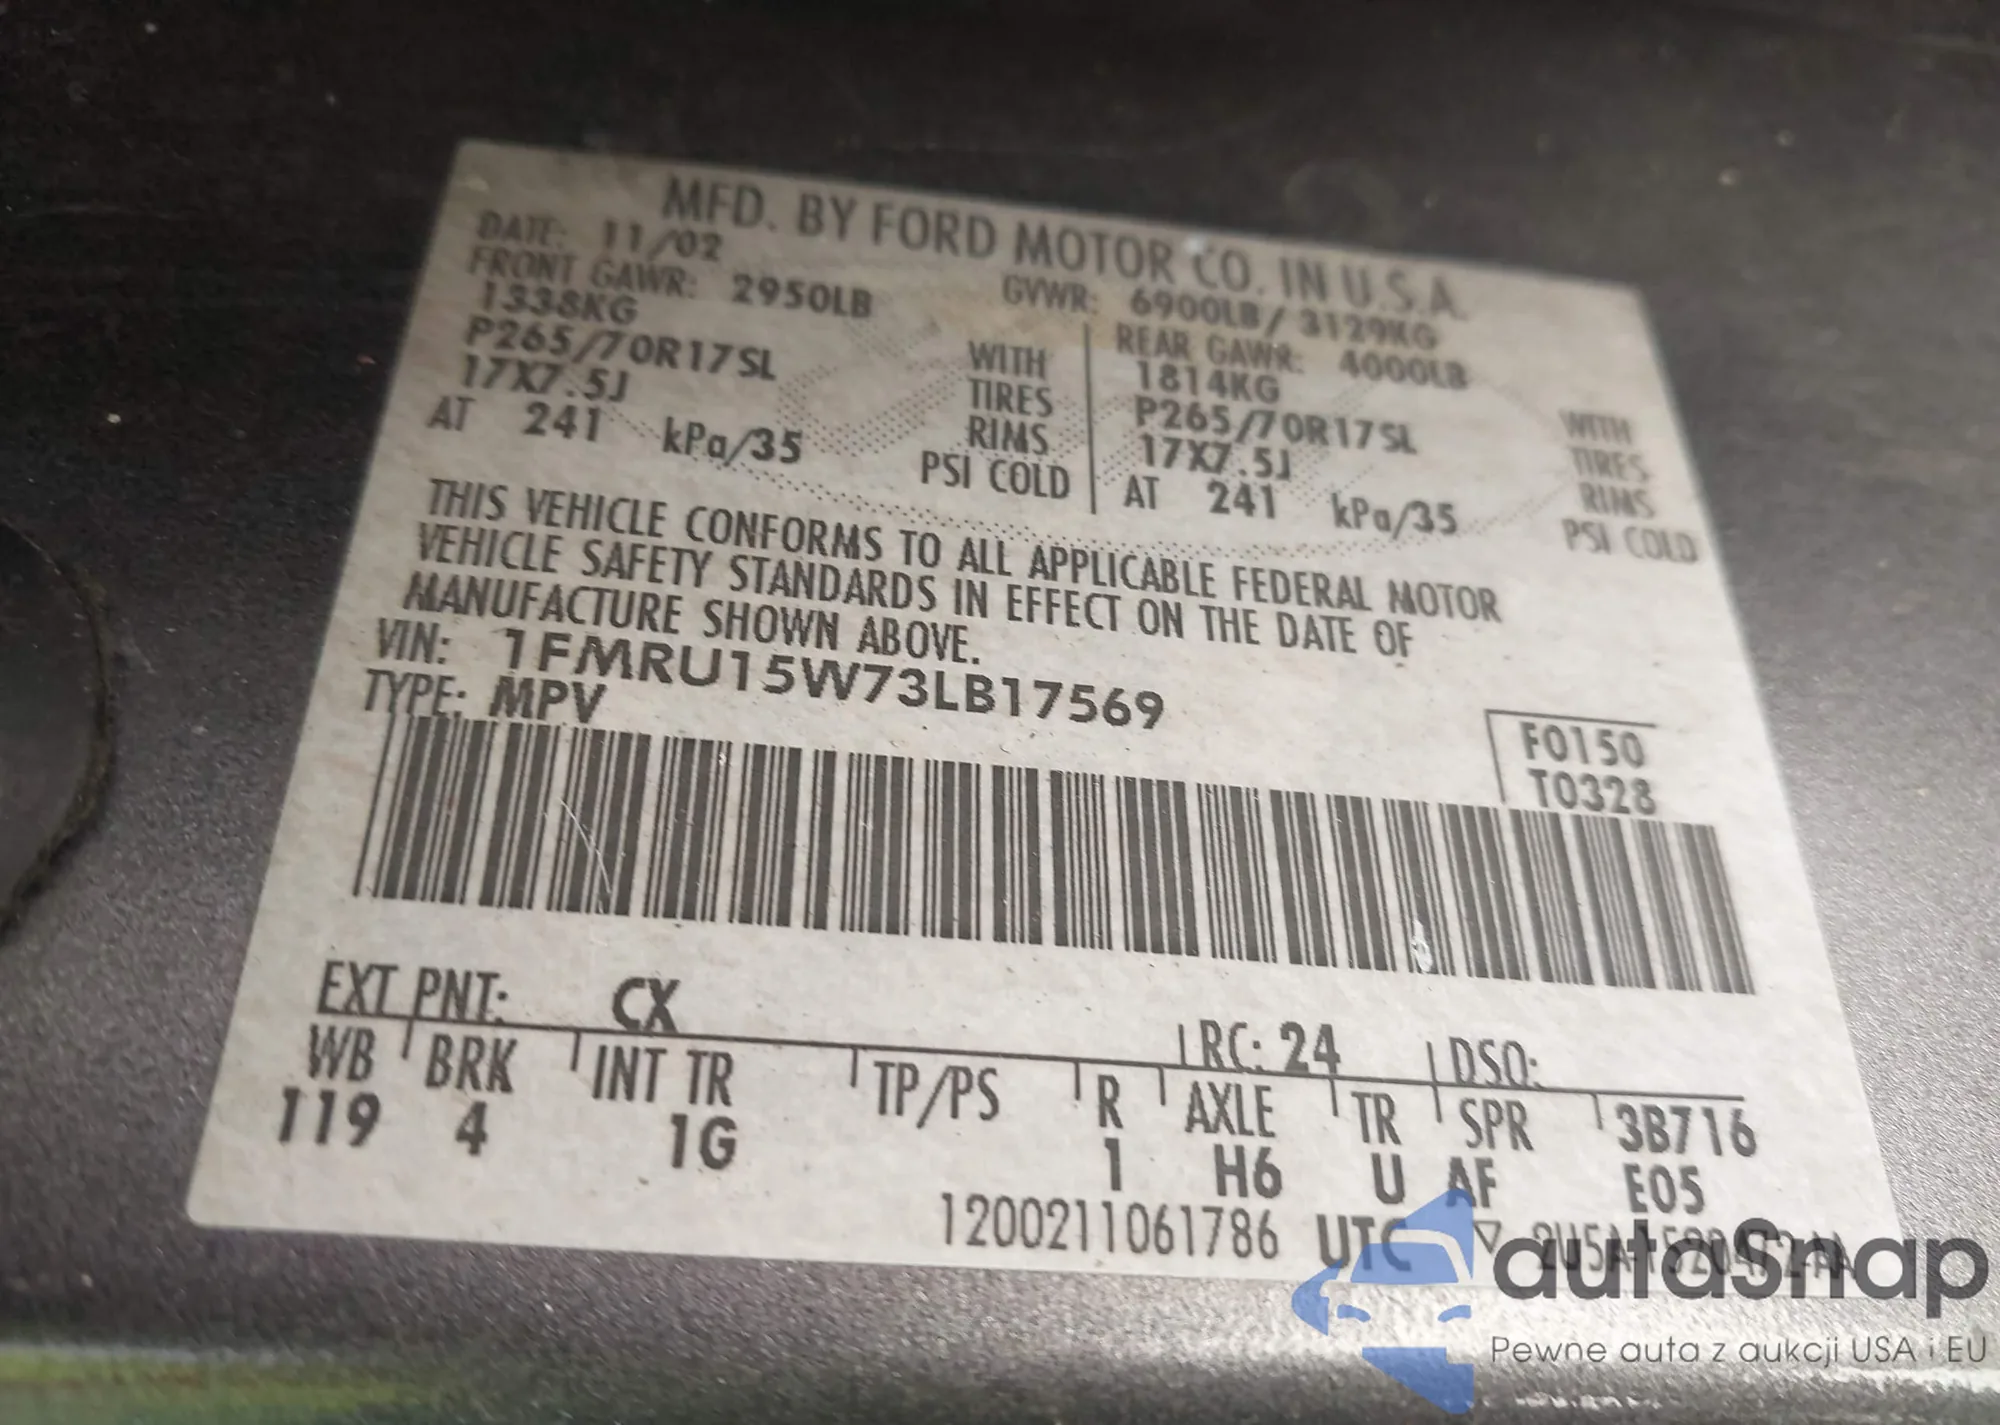 MFD. BY FORD MOTOR CO. IN U.S.A.
DATE: 11/02 GVWR: 6900LB / 3129KG
FRONT GAWR: 2950LB REAR GAWR: 4000LB
1338KG WITH 1814KG WITH
P265/70R17SL TIRES P265/70R17SL TIRES
17X7.5J RIMS 17X7.5J RIMS
AT 241 kPa/35 PSI COLD AT 241 kPa/35 PSI COLD
THIS VEHICLE CONFORMS TO ALL APPLICABLE FEDERAL MOTOR
VEHICLE SAFETY STANDARDS IN EFFECT ON THE DATE OF
MANUFACTURE SHOWN ABOVE.
VIN: 1FMRU15W73LB17569
TYPE: MPV
F0150
T0328
EXT PNT: CX RC: 24 DSO:
WB BRK INT TR TP/PS R AXLE TR SPR 3B716
119 4 1G 1 H6 U AF E05
1200211061786 UTC
autoSnap
Pewne auta z aukcji USA i EU